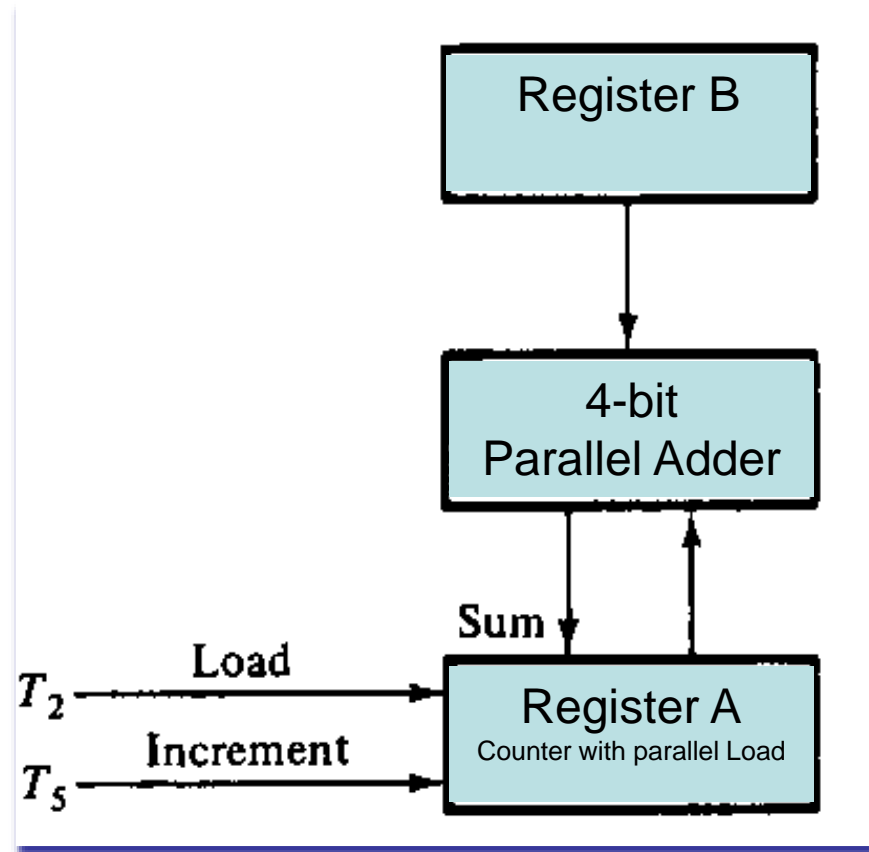 Register B
4-bit
Parallel Adder
Sum
Load
T₂
Register A
Counter with parallel Load
Increment
T₅